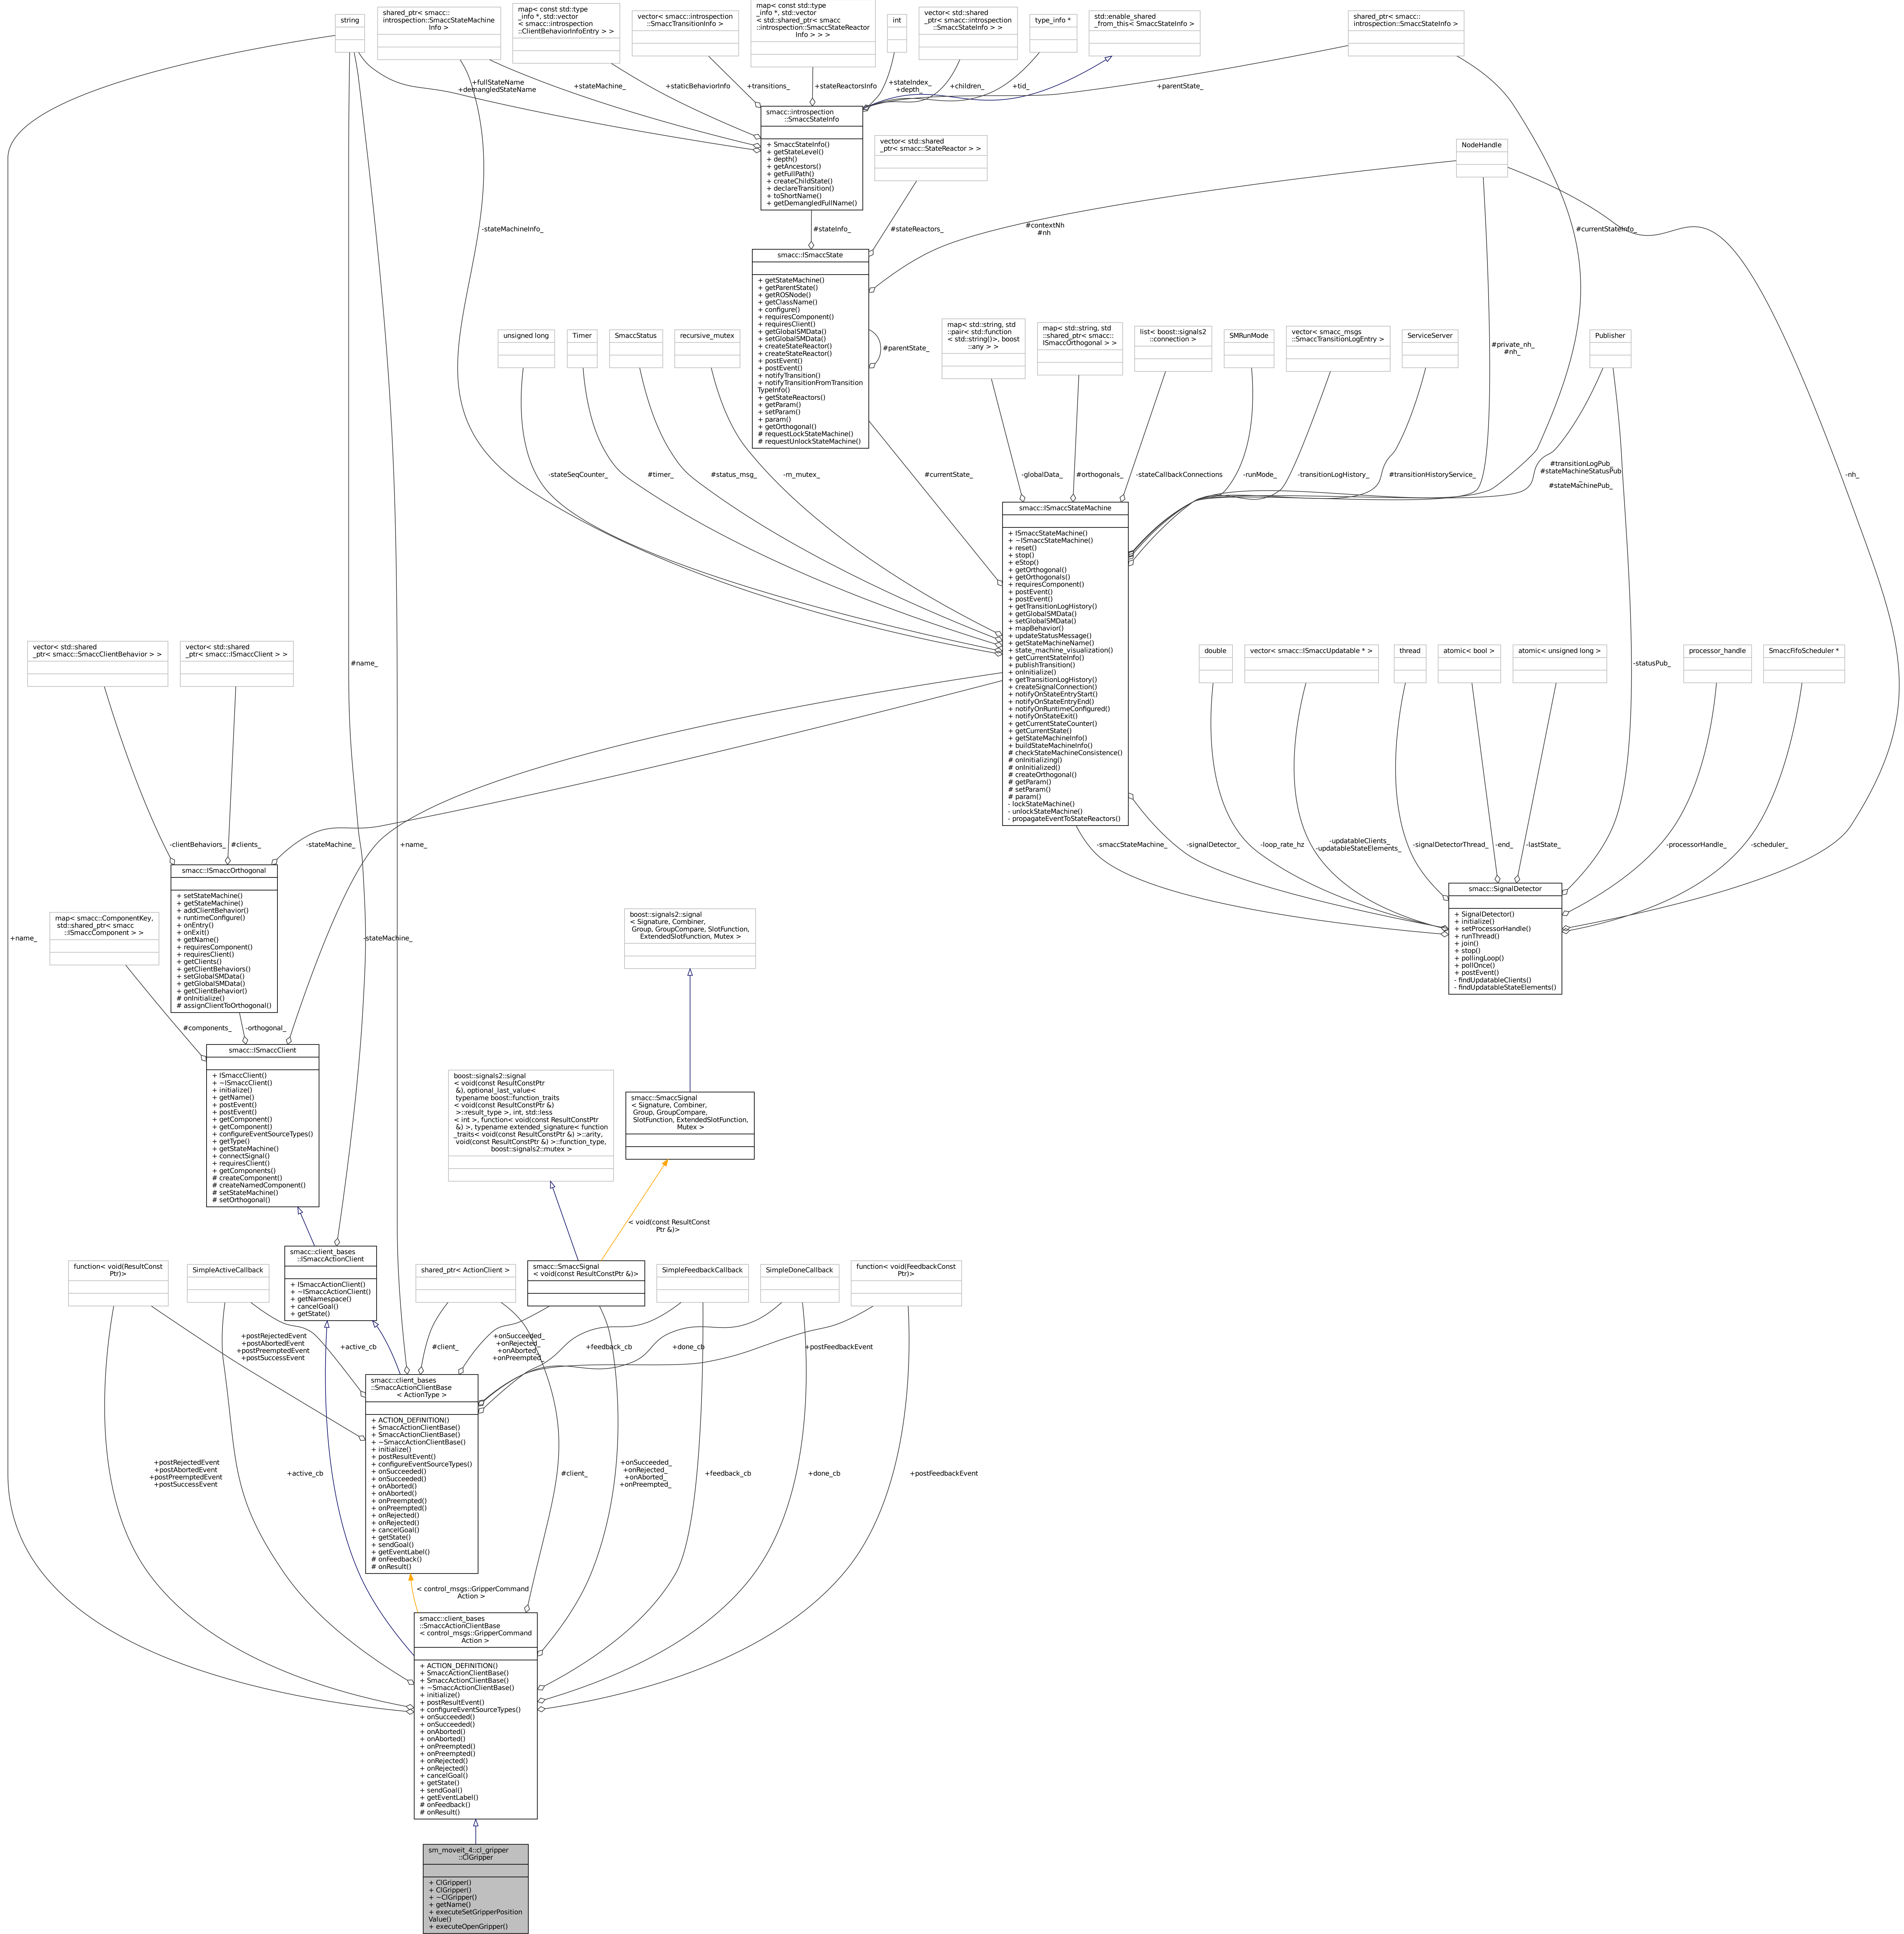 string
shared_ptr< smacc::
introspection::SmaccStateMachine
Info >
map< const std::type
_info *, std::vector
< smacc::introspection
::ClientBehaviorInfoEntry > >
vector< smacc::introspection
::SmaccTransitionInfo >
map< const std::type
_info *, std::vector
< std::shared_ptr< smacc
::introspection::SmaccStateReactor
Info > > >
int
vector< std::shared
_ptr< smacc::introspection
::SmaccStateInfo > >
type_info *
std::enable_shared
_from_this< SmaccStateInfo >
shared_ptr< smacc::
introspection::SmaccStateInfo >
+fullStateName
+demangledStateName
+stateMachine_
+staticBehaviorInfo
+transitions_
+stateReactorsInfo
+stateIndex_
+depth_
+children_
+tid_
+parentState_
smacc::introspection
::SmaccStateInfo
+ SmaccStateInfo()
+ getStateLevel()
+ depth()
+ getAncestors()
+ getFullPath()
+ createChildState()
+ declareTransition()
+ toShortName()
+ getDemangledFullName()
vector< std::shared
_ptr< smacc::StateReactor > >
NodeHandle
-stateMachineInfo_
#stateInfo_
#stateReactors_
#contextNh
#nh
#currentStateInfo_
smacc::ISmaccState
+ getStateMachine()
+ getParentState()
+ getROSNode()
+ getClassName()
+ configure()
+ requiresComponent()
+ requiresClient()
+ getGlobalSMData()
+ setGlobalSMData()
+ createStateReactor()
+ createStateReactor()
+ postEvent()
+ postEvent()
+ notifyTransition()
+ notifyTransitionFromTransition
TypeInfo()
+ getStateReactors()
+ getParam()
+ setParam()
+ param()
+ getOrthogonal()
# requestLockStateMachine()
# requestUnlockStateMachine()
#parentState_
unsigned long
Timer
SmaccStatus
recursive_mutex
map< std::string, std
::pair< std::function
< std::string()>, boost
::any > >
map< std::string, std
::shared_ptr< smacc::
ISmaccOrthogonal > >
list< boost::signals2
::connection >
SMRunMode
vector< smacc_msgs
::SmaccTransitionLogEntry >
ServiceServer
#private_nh_
#nh_
Publisher
-stateSeqCounter_
#timer_
#status_msg_
-m_mutex_
#currentState_
-globalData_
#orthogonals_
-stateCallbackConnections
-runMode_
-transitionLogHistory_
#transitionHistoryService_
#transitionLogPub_
#stateMachineStatusPub
_
#stateMachinePub_
-nh_
smacc::ISmaccStateMachine
+ ISmaccStateMachine()
+ ~ISmaccStateMachine()
+ reset()
+ stop()
+ eStop()
+ getOrthogonal()
+ getOrthogonals()
+ requiresComponent()
+ postEvent()
+ postEvent()
+ getTransitionLogHistory()
+ getGlobalSMData()
+ setGlobalSMData()
+ mapBehavior()
+ updateStatusMessage()
+ getStateMachineName()
+ state_machine_visualization()
+ getCurrentStateInfo()
+ publishTransition()
+ onInitialize()
+ getTransitionLogHistory()
+ createSignalConnection()
+ notifyOnStateEntryStart()
+ notifyOnStateEntryEnd()
+ notifyOnRuntimeConfigured()
+ notifyOnStateExit()
+ getCurrentStateCounter()
+ getCurrentState()
+ getStateMachineInfo()
+ buildStateMachineInfo()
# checkStateMachineConsistence()
# onInitializing()
# onInitialized()
# createOrthogonal()
# getParam()
# setParam()
# param()
- lockStateMachine()
- unlockStateMachine()
- propagateEventToStateReactors()
vector< std::shared
_ptr< smacc::SmaccClientBehavior > >
vector< std::shared
_ptr< smacc::ISmaccClient > >
#name_
double
vector< smacc::ISmaccUpdatable * >
thread
atomic< bool >
atomic< unsigned long >
-statusPub_
processor_handle
SmaccFifoScheduler *
-clientBehaviors_
#clients_
-stateMachine_
+name_
-smaccStateMachine_
-signalDetector_
-loop_rate_hz
-updatableClients_
-updatableStateElements_
-signalDetectorThread_
-end_
-lastState_
-processorHandle_
-scheduler_
smacc::ISmaccOrthogonal
+ setStateMachine()
+ getStateMachine()
+ addClientBehavior()
+ runtimeConfigure()
+ onEntry()
+ onExit()
+ getName()
+ requiresComponent()
+ requiresClient()
+ getClients()
+ getClientBehaviors()
+ setGlobalSMData()
+ getGlobalSMData()
+ getClientBehavior()
# onInitialize()
# assignClientToOrthogonal()
smacc::SignalDetector
+ SignalDetector()
+ initialize()
+ setProcessorHandle()
+ runThread()
+ join()
+ stop()
+ pollingLoop()
+ pollOnce()
+ postEvent()
- findUpdatableClients()
- findUpdatableStateElements()
+name_
map< smacc::ComponentKey,
std::shared_ptr< smacc
::ISmaccComponent > >
-stateMachine_
boost::signals2::signal
< Signature, Combiner,
Group, GroupCompare, SlotFunction,
ExtendedSlotFunction, Mutex >
#components_
-orthogonal_
smacc::ISmaccClient
+ ISmaccClient()
+ ~ISmaccClient()
+ initialize()
+ getName()
+ postEvent()
+ postEvent()
+ getComponent()
+ getComponent()
+ configureEventSourceTypes()
+ getType()
+ getStateMachine()
+ connectSignal()
+ requiresClient()
+ getComponents()
# createComponent()
# createNamedComponent()
# setStateMachine()
# setOrthogonal()
boost::signals2::signal
< void(const ResultConstPtr
&), optional_last_value<
typename boost::function_traits
< void(const ResultConstPtr &)
>::result_type >, int, std::less
< int >, function< void(const ResultConstPtr
&) >, typename extended_signature< function
_traits< void(const ResultConstPtr &) >::arity,
void(const ResultConstPtr &) >::function_type,
boost::signals2::mutex >
smacc::SmaccSignal
< Signature, Combiner,
Group, GroupCompare,
SlotFunction, ExtendedSlotFunction,
Mutex >
< void(const ResultConst
Ptr &)>
function< void(ResultConst
Ptr)>
SimpleActiveCallback
smacc::client_bases
::ISmaccActionClient
+ ISmaccActionClient()
+ ~ISmaccActionClient()
+ getNamespace()
+ cancelGoal()
+ getState()
shared_ptr< ActionClient >
smacc::SmaccSignal
< void(const ResultConstPtr &)>
SimpleFeedbackCallback
SimpleDoneCallback
function< void(FeedbackConst
Ptr)>
+postRejectedEvent
+postAbortedEvent
+postPreemptedEvent
+postSuccessEvent
+active_cb
#client_
+onSucceeded_
+onRejected_
+onAborted_
+onPreempted_
+feedback_cb
+done_cb
+postFeedbackEvent
smacc::client_bases
::SmaccActionClientBase
< ActionType >
+ ACTION_DEFINITION()
+ SmaccActionClientBase()
+ SmaccActionClientBase()
+ ~SmaccActionClientBase()
+ initialize()
+ postResultEvent()
+ configureEventSourceTypes()
+ onSucceeded()
+ onSucceeded()
+ onAborted()
+ onAborted()
+ onPreempted()
+ onPreempted()
+ onRejected()
+ onRejected()
+ cancelGoal()
+ getState()
+ sendGoal()
+ getEventLabel()
# onFeedback()
# onResult()
+postRejectedEvent
+postAbortedEvent
+postPreemptedEvent
+postSuccessEvent
+active_cb
#client_
+onSucceeded_
+onRejected_
+onAborted_
+onPreempted_
+feedback_cb
+done_cb
+postFeedbackEvent
< control_msgs::GripperCommand
Action >
smacc::client_bases
::SmaccActionClientBase
< control_msgs::GripperCommand
Action >
+ ACTION_DEFINITION()
+ SmaccActionClientBase()
+ SmaccActionClientBase()
+ ~SmaccActionClientBase()
+ initialize()
+ postResultEvent()
+ configureEventSourceTypes()
+ onSucceeded()
+ onSucceeded()
+ onAborted()
+ onAborted()
+ onPreempted()
+ onPreempted()
+ onRejected()
+ onRejected()
+ cancelGoal()
+ getState()
+ sendGoal()
+ getEventLabel()
# onFeedback()
# onResult()
sm_moveit_4::cl_gripper
::ClGripper
+ ClGripper()
+ ClGripper()
+ ~ClGripper()
+ getName()
+ executeSetGripperPosition
Value()
+ executeOpenGripper()